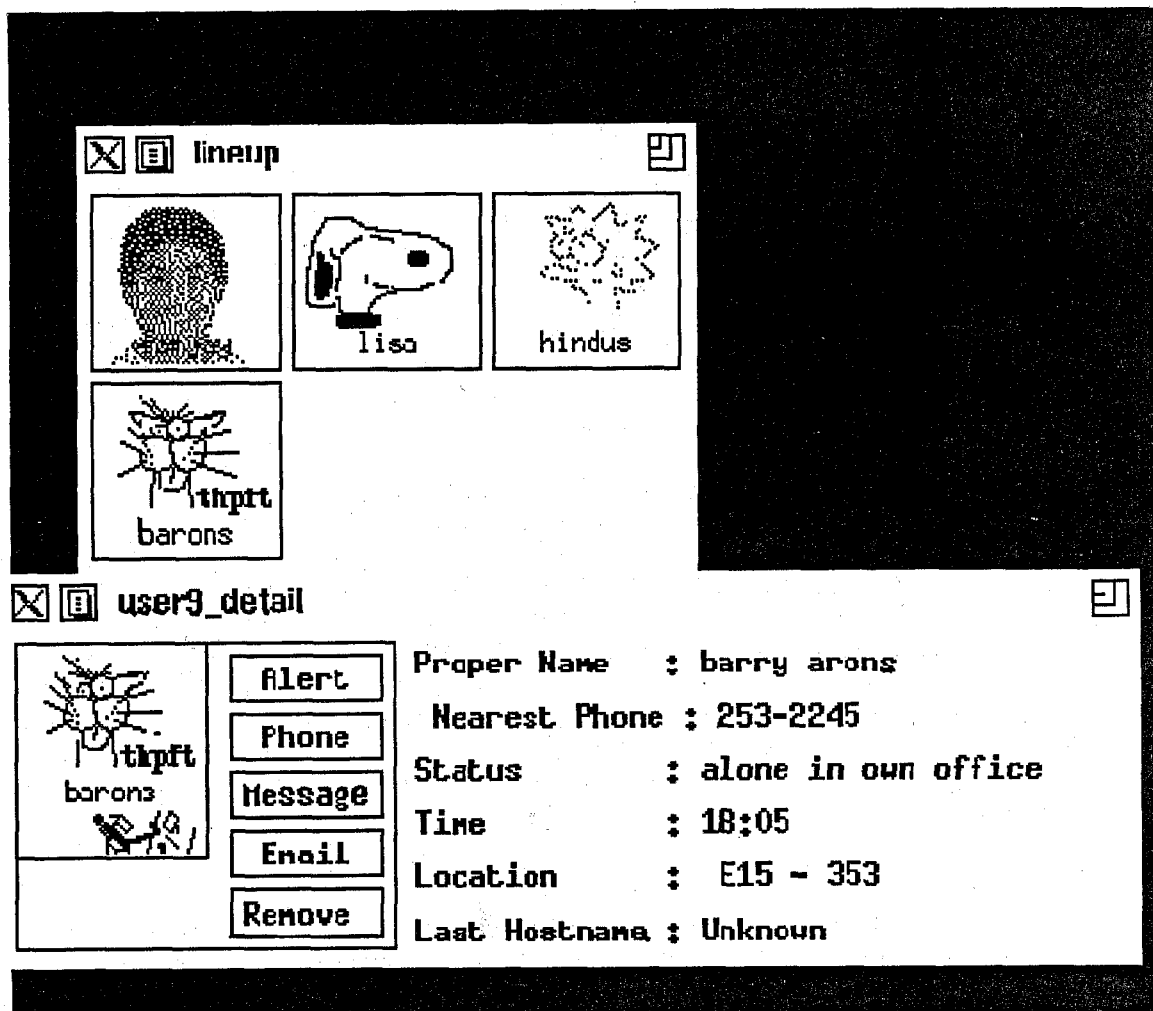 lineup
lisa
hindus
thpft
barons
user9_detail
thpft
barons
Alert
Phone
Message
Email
Remove
Proper Name : barry arons
Nearest Phone : 253-2245
Status : alone in own office
Time : 18:05
Location : E15 - 353
Last Hostname : Unknown